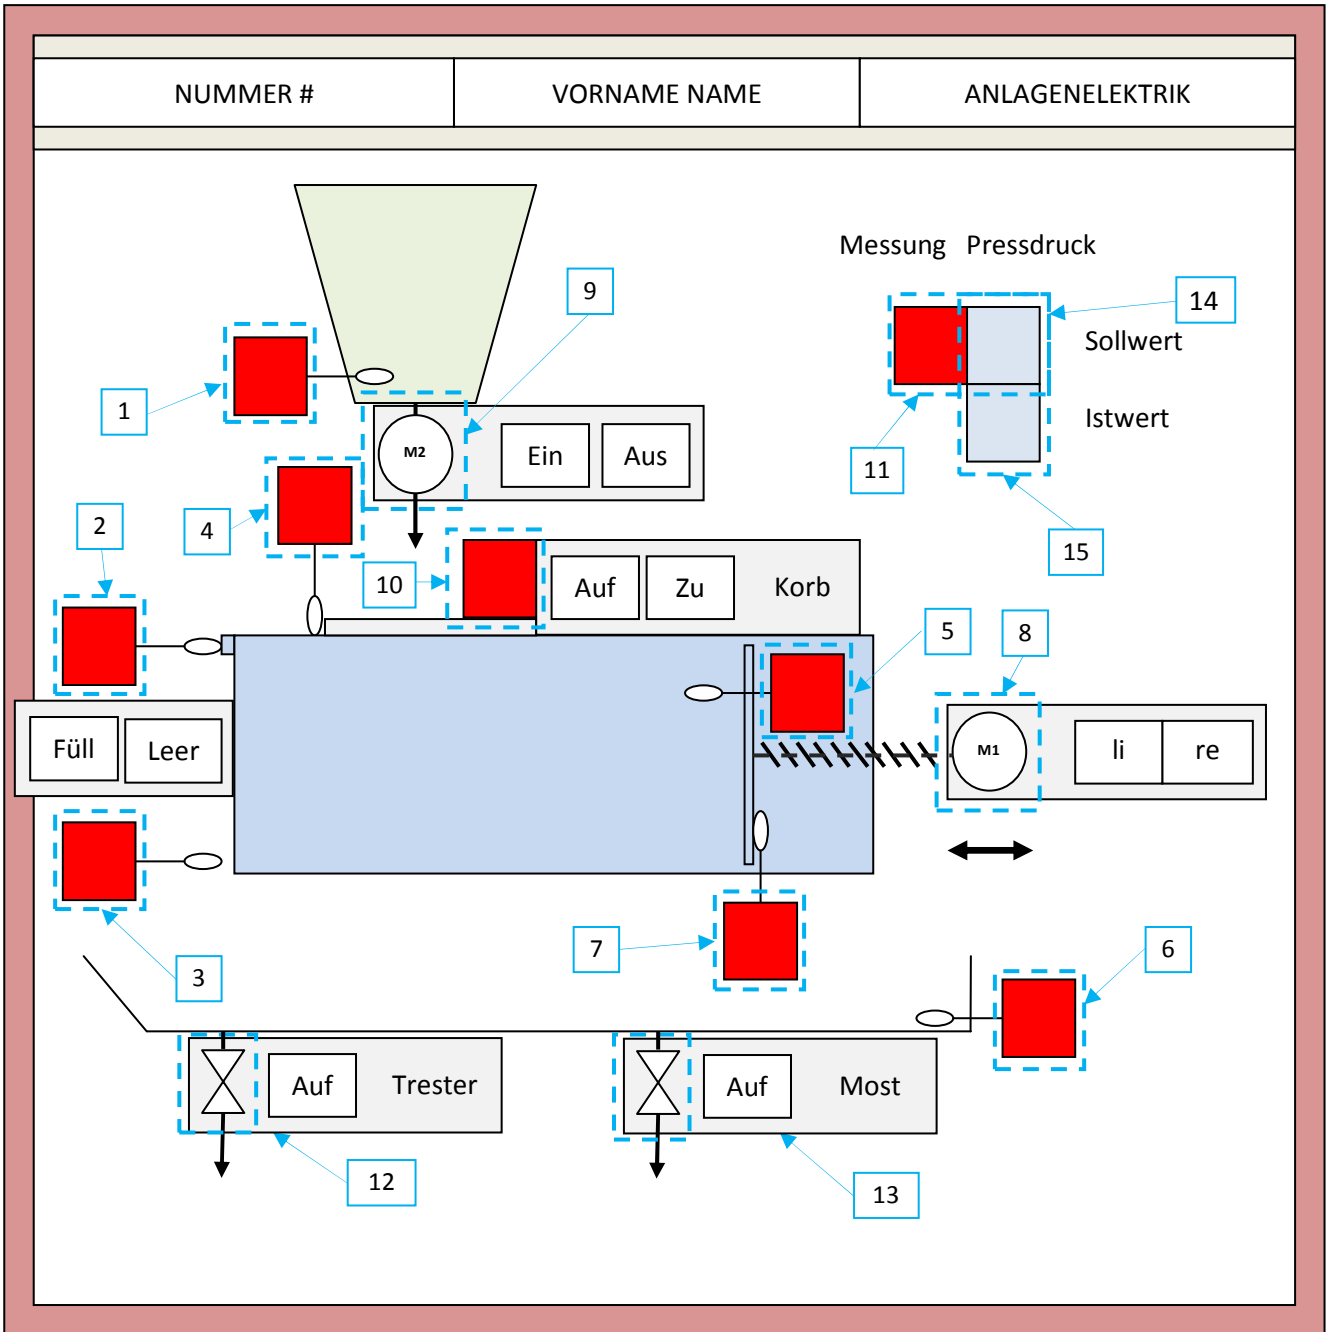 NUMMER # VORNAME NAME ANLAGENELEKTRIK
Messung Pressdruck
9
14
Sollwert
1
Istwert
M2 Ein Aus
11
2
4
15
10
Auf Zu Korb
5
8
Füll Leer
M1 li re
7
6
3
Auf Trester
Auf Most
12
13